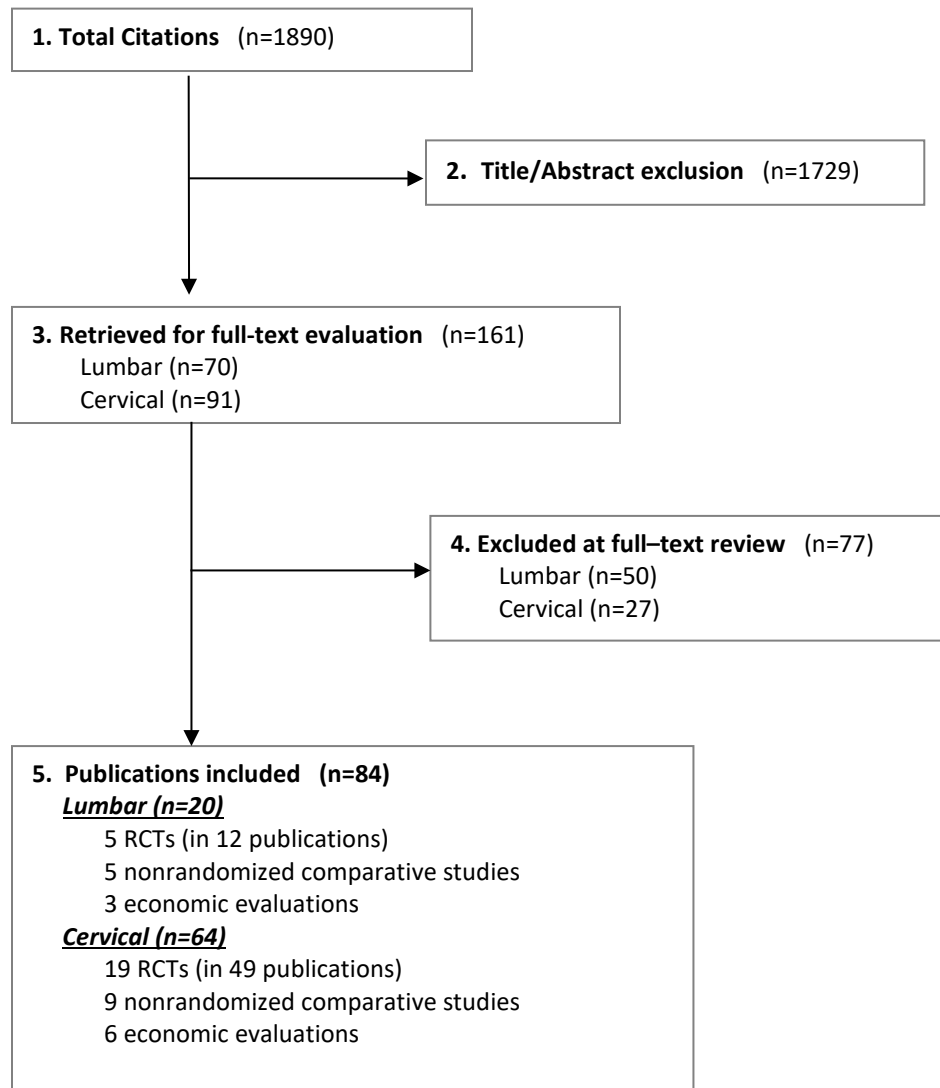 1. Total Citations (n=1890)
2. Title/Abstract exclusion (n=1729)
3. Retrieved for full-text evaluation (n=161)
Lumbar (n=70)
Cervical (n=91)
4. Excluded at full–text review (n=77)
Lumbar (n=50)
Cervical (n=27)
5. Publications included (n=84)
Lumbar (n=20)
5 RCTs (in 12 publications)
5 nonrandomized comparative studies
3 economic evaluations
Cervical (n=64)
19 RCTs (in 49 publications)
9 nonrandomized comparative studies
6 economic evaluations